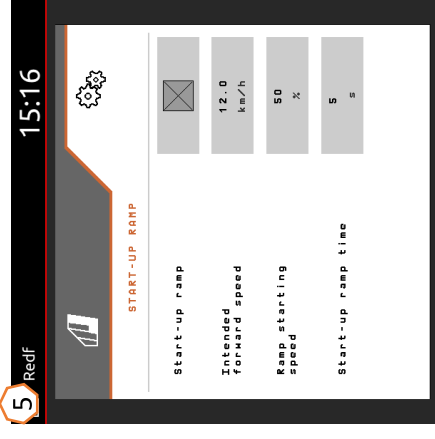 5
Redf
15:16
START-UP RAMP
Start-up ramp
Intended
forward speed
12.0
km/h
Ramp starting
speed
50
%
Start-up ramp time
5
s